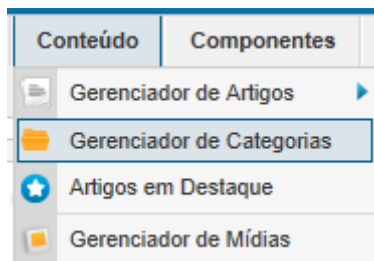 Conteúdo Componentes
Gerenciador de Artigos
Gerenciador de Categorias
Artigos em Destaque
Gerenciador de Mídias